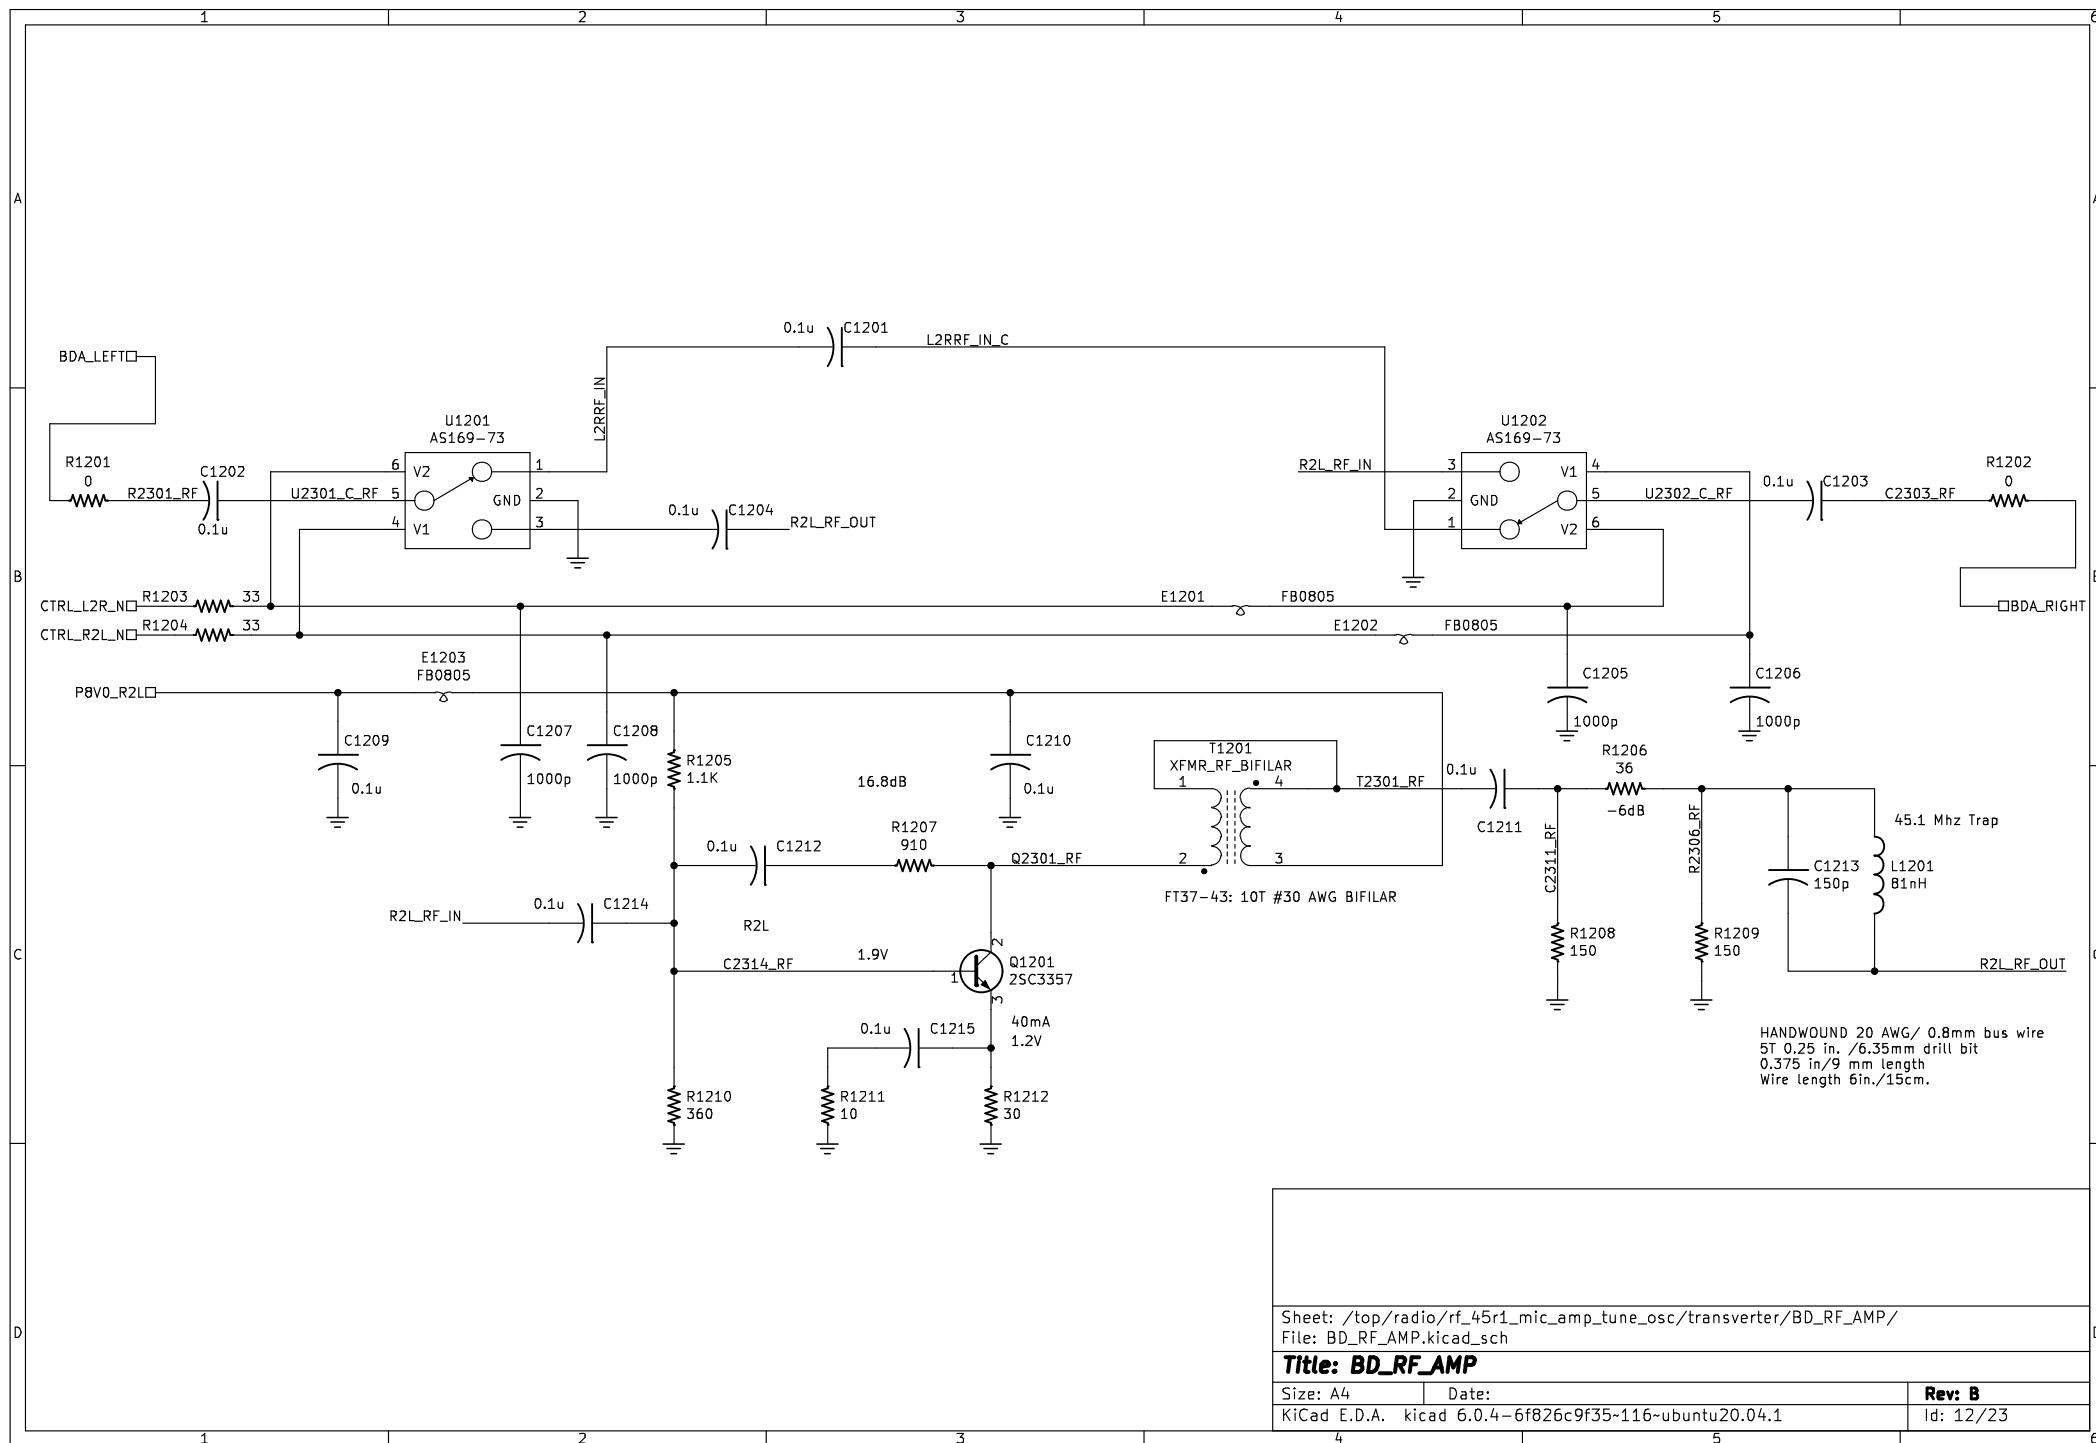 1 2 3 4 5 6
A A
BDA_LEFT
0.1u C1201
L2RRF_IN_C
L2RRF_IN
U1201
AS169-73
6 V2 1
5 GND 2
4 V1 3
R1201
0
R2301_RF
C1202
0.1u
U2301_C_RF
0.1u C1204
R2L_RF_OUT
U1202
AS169-73
R2L_RF_IN
3 V1 4
2 GND 5
1 V2 6
U2302_C_RF
0.1u C1203
C2303_RF
R1202
0
B
CTRL_L2R_N R1203 33
E1201 FB0805
BDA_RIGHT
CTRL_R2L_N R1204 33
E1202 FB0805
E1203
FB0805
P8V0_R2L
C1205
1000p
C1206
1000p
C1209
0.1u
C1207
1000p
C1208
1000p
R1205
1.1K
16.8dB
C1210
0.1u
T1201
XFMR_RF_BIFILAR
1 4
2 3
T2301_RF
0.1u
C1211
R1206
36
-6dB
C2311_RF
R2306_RF
45.1 Mhz Trap
C1213
150p
L1201
81nH
0.1u C1212
R1207
910
Q2301_RF
FT37-43: 10T #30 AWG BIFILAR
R2L_RF_IN
0.1u C1214
R2L
C
C2314_RF
1.9V
1
2
3
Q1201
2SC3357
R1208
150
R1209
150
R2L_RF_OUT
0.1u C1215
40mA
1.2V
R1210
360
R1211
10
R1212
30
HANDWOUND 20 AWG/ 0.8mm bus wire
5T 0.25 in. /6.35mm drill bit
0.375 in/9 mm length
Wire length 6in./15cm.
D
Sheet: /top/radio/rf_45r1_mic_amp_tune_osc/transverter/BD_RF_AMP/
File: BD_RF_AMP.kicad_sch
Title: BD_RF_AMP
Size: A4 Date: Rev: B
KiCad E.D.A. kicad 6.0.4-6f826c9f35~116~ubuntu20.04.1 Id: 12/23
1 2 3 4 5 6